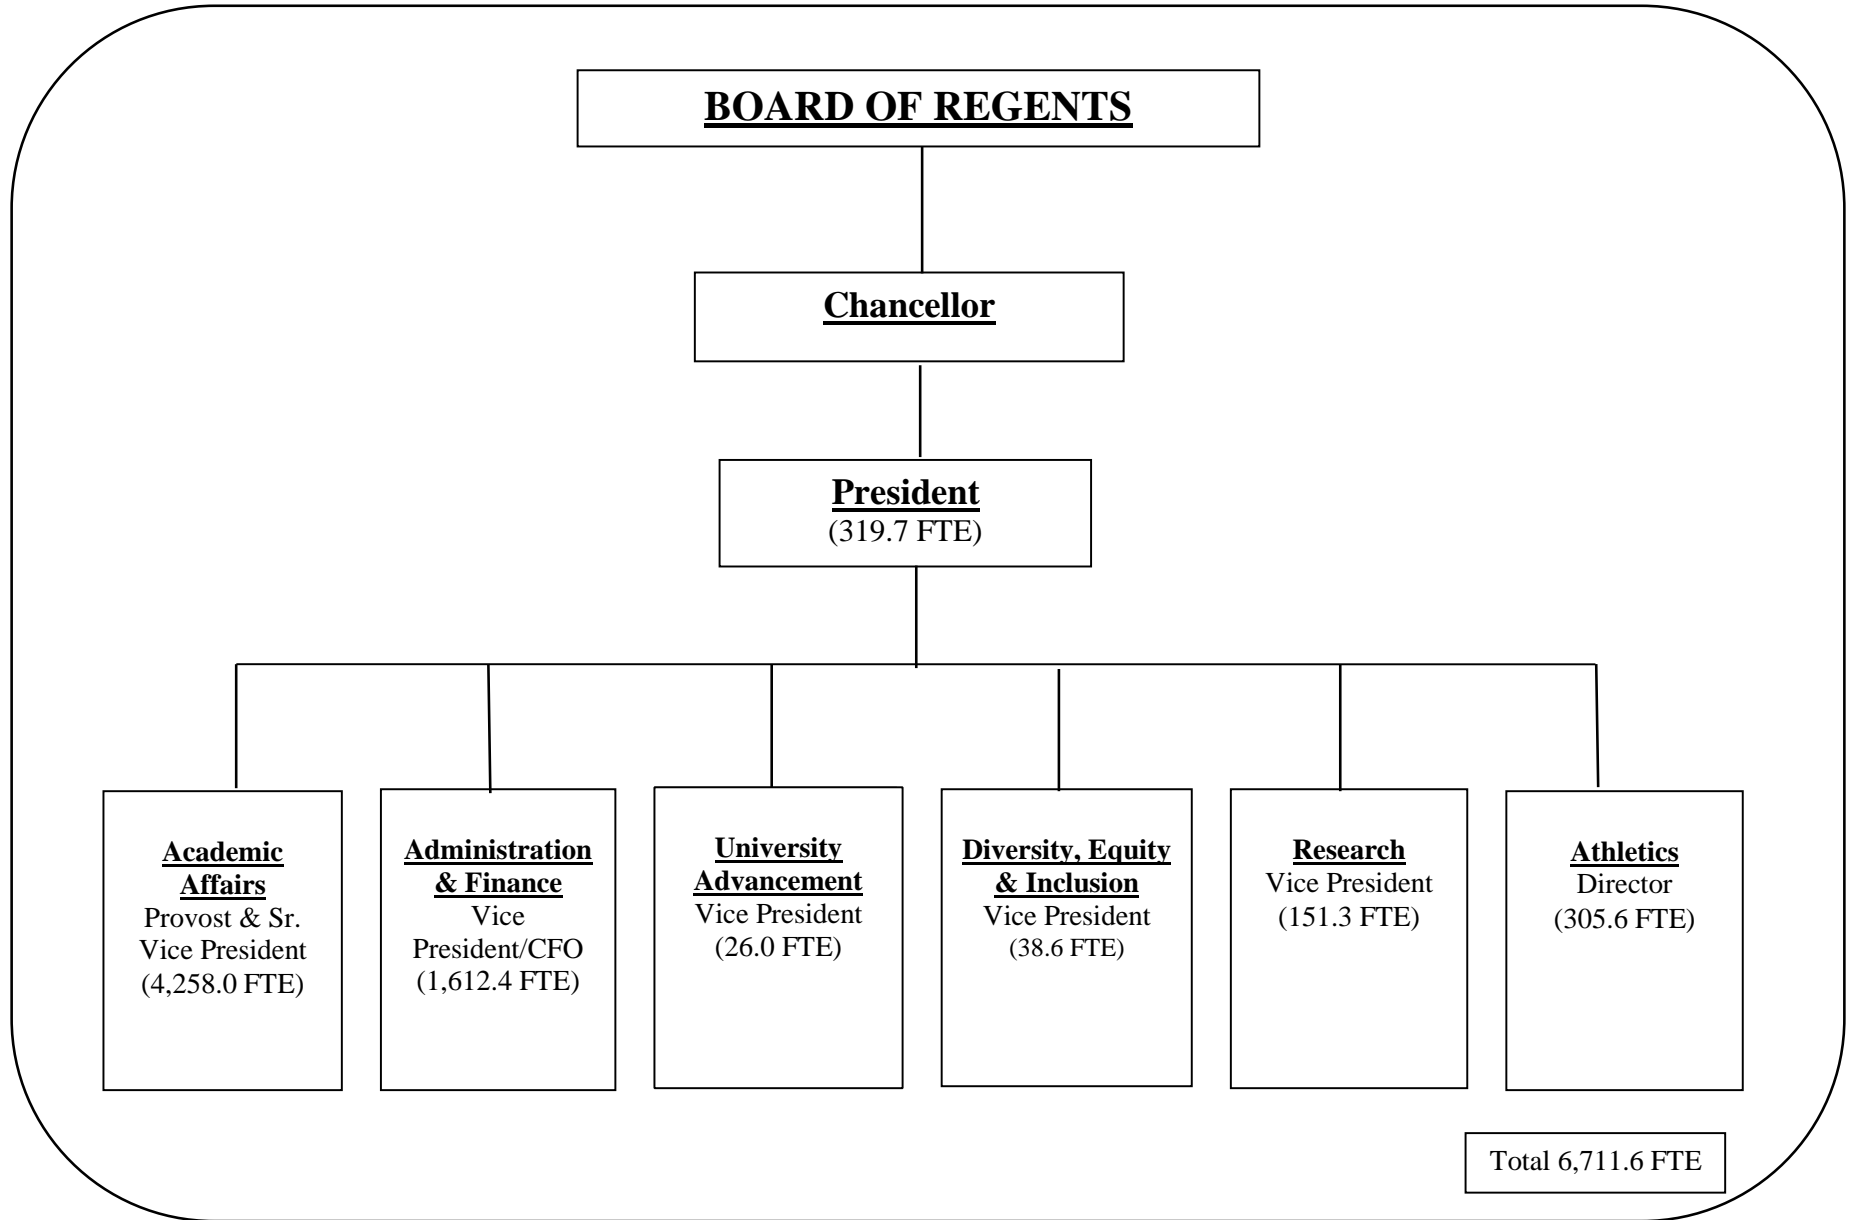 BOARD OF REGENTS
Chancellor
President
(319.7 FTE)
Academic
Affairs
Provost & Sr.
Vice President
(4,258.0 FTE)
Administration
& Finance
Vice
President/CFO
(1,612.4 FTE)
University
Advancement
Vice President
(26.0 FTE)
Diversity, Equity
& Inclusion
Vice President
(38.6 FTE)
Research
Vice President
(151.3 FTE)
Athletics
Director
(305.6 FTE)
Total 6,711.6 FTE